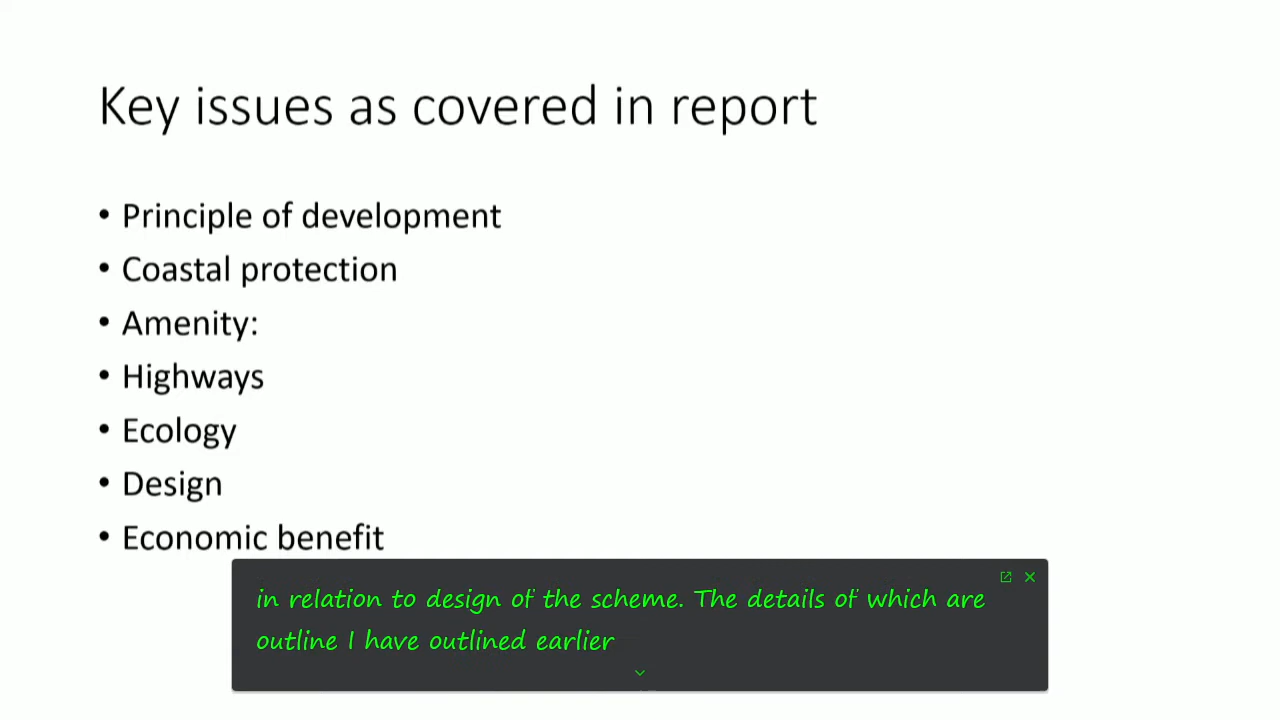 Key issues as covered in report
• Principle of development
• Coastal protection
• Amenity:
• Highways
• Ecology
• Design
• Economic benefit
in relation to design of the scheme. The details of which are
outline I have outlined earlier